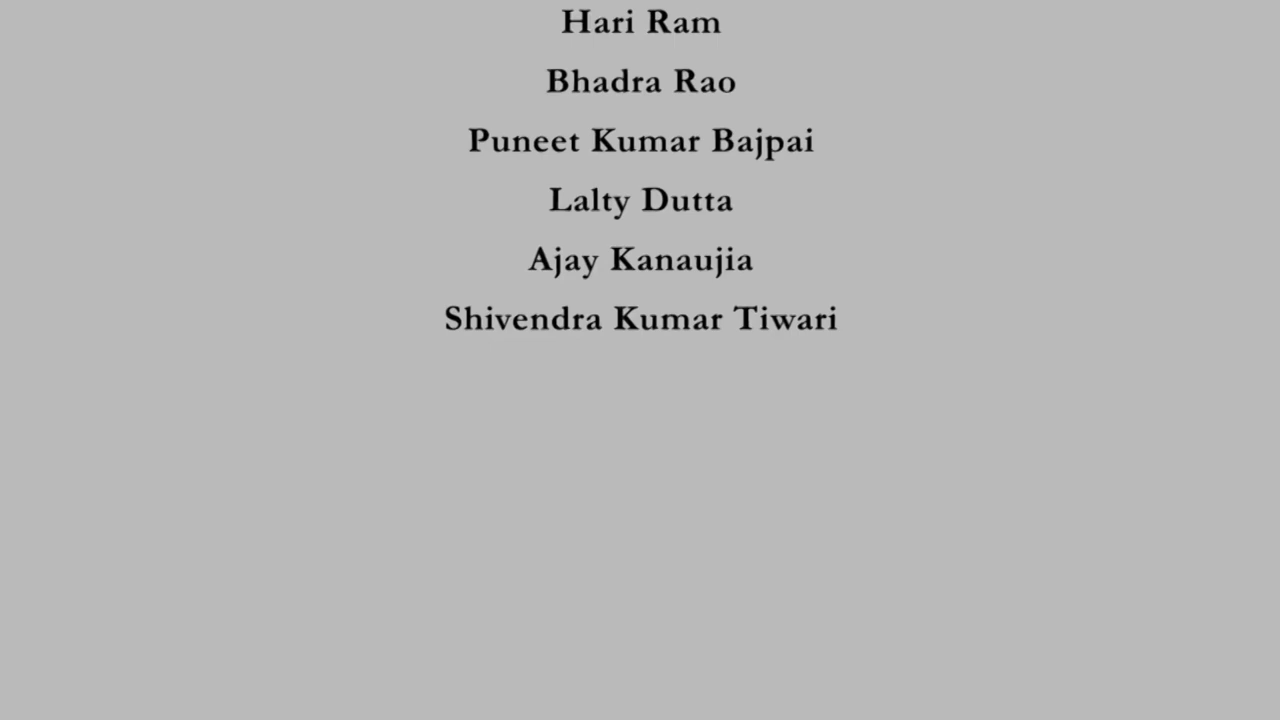 Hari Ram
Bhadra Rao
Puneet Kumar Bajpai
Lalty Dutta
Ajay Kanaujia
Shivendra Kumar Tiwari